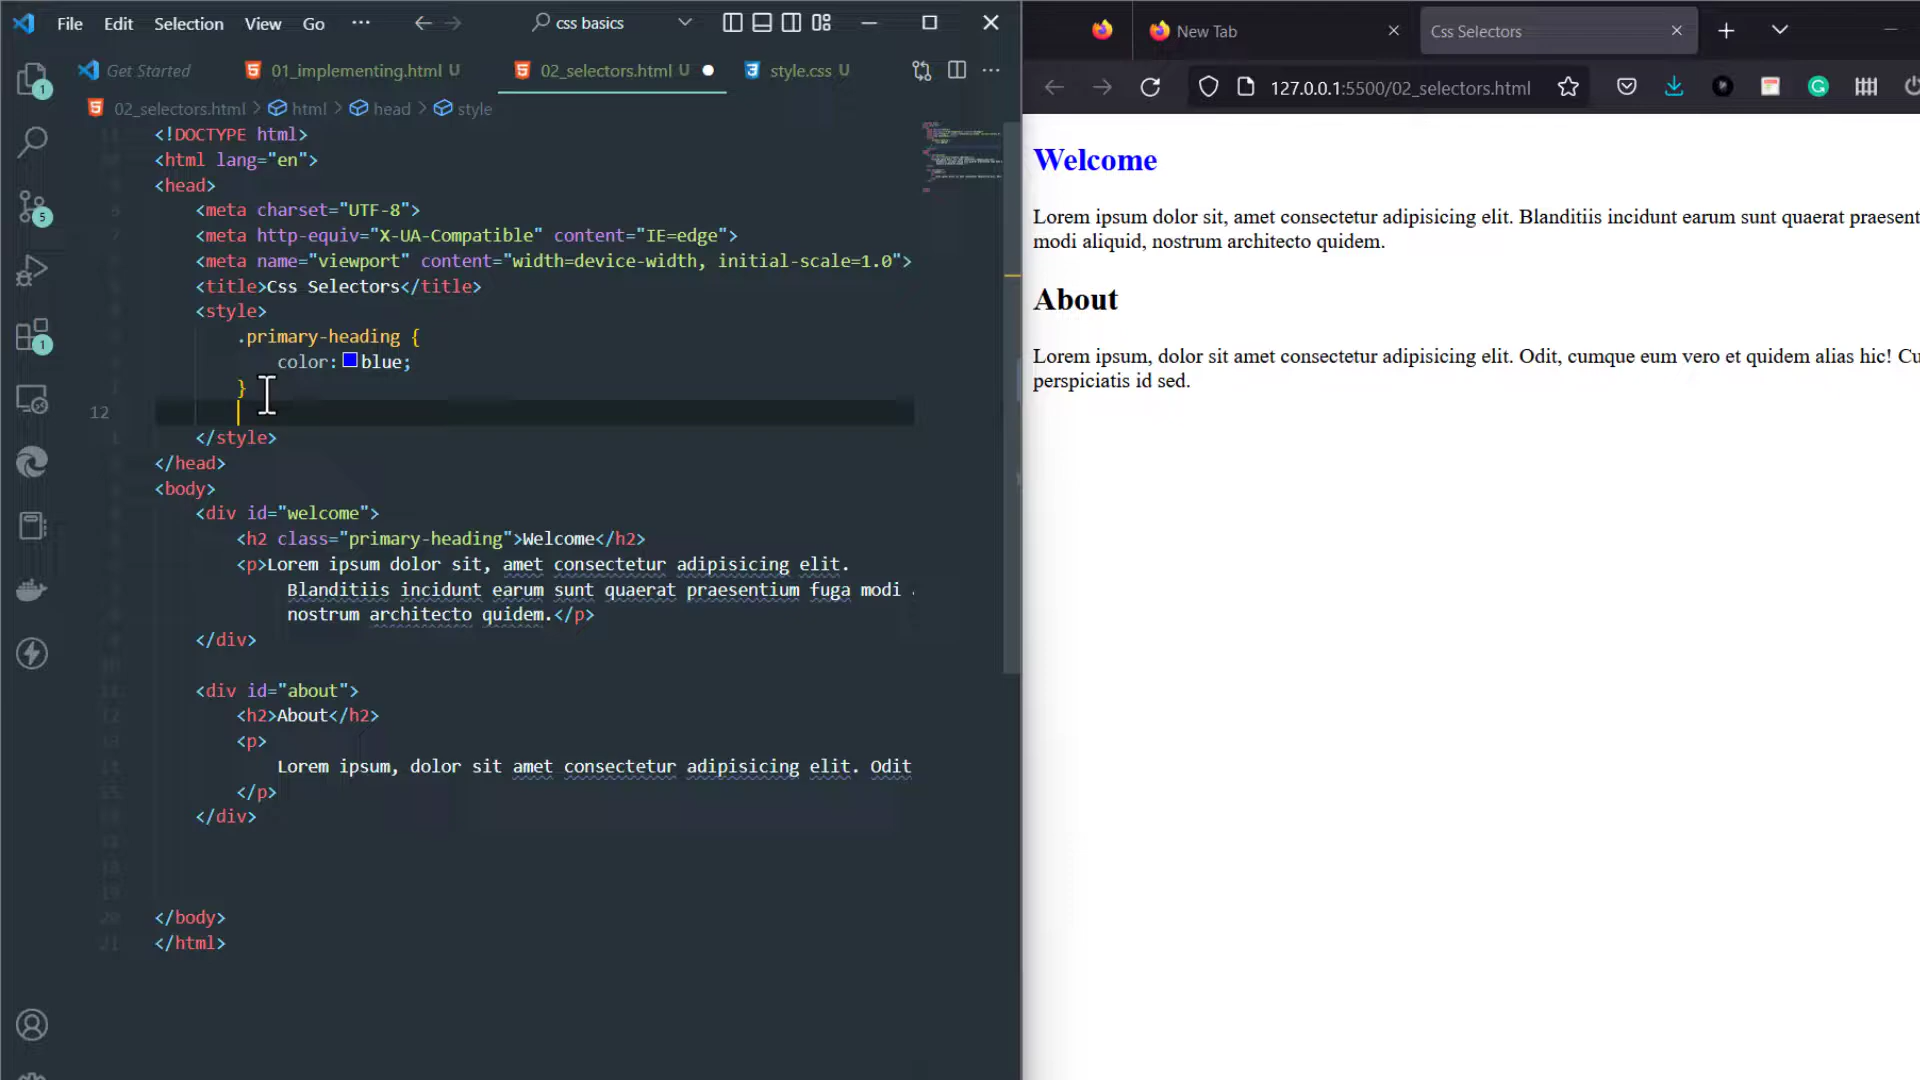 File Edit Selection View Go ··· css basics
Get Started 01_implementing.html U 02_selectors.html U style.css U
02_selectors.html > html > head > style
<!DOCTYPE html>
<html lang="en">
<head>
<meta charset="UTF-8">
<meta http-equiv="X-UA-Compatible" content="IE=edge">
<meta name="viewport" content="width=device-width, initial-scale=1.0">
<title>Css Selectors</title>
<style>
.primary-heading {
color: blue;
}
12
</style>
</head>
<body>
<div id="welcome">
<h2 class="primary-heading">Welcome</h2>
<p>Lorem ipsum dolor sit, amet consectetur adipisicing elit.
Blanditiis incidunt earum sunt quaerat praesentium fuga modi
nostrum architecto quidem.</p>
</div>
<div id="about">
<h2>About</h2>
<p>
Lorem ipsum, dolor sit amet consectetur adipisicing elit. Odit
</p>
</div>
</body>
</html>
1
5
1
New Tab
Css Selectors
127.0.0.1:5500/02_selectors.html
Welcome
Lorem ipsum dolor sit, amet consectetur adipisicing elit. Blanditiis incidunt earum sunt quaerat praesent
modi aliquid, nostrum architecto quidem.
About
Lorem ipsum, dolor sit amet consectetur adipisicing elit. Odit, cumque eum vero et quidem alias hic! Cu
perspiciatis id sed.